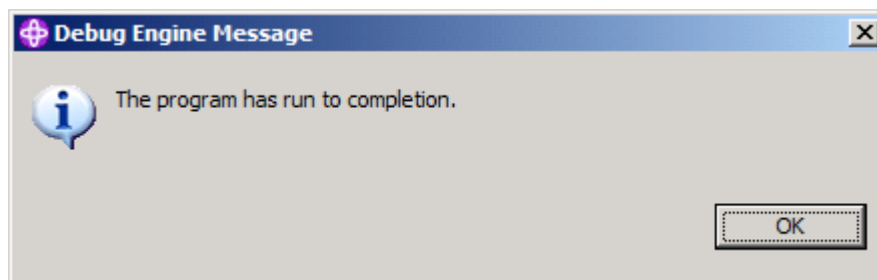 Debug Engine Message
The program has run to completion.
OK